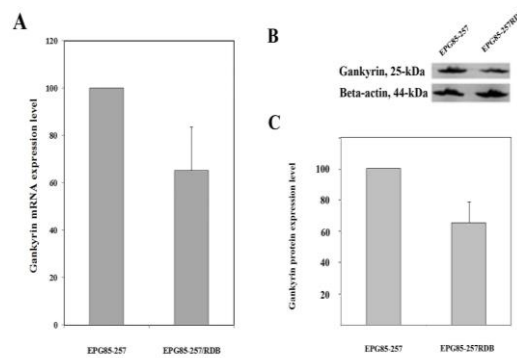 A
Gankyrin mRNA expression level
120
100
80
60
40
20
0
EPG85-257
EPG85-257/RDB
B
EPG85-257
EPG85-257RDB
Gankyrin, 25-kDa
Beta-actin, 44-kDa
C
Gankyrin protein expression level
100
80
60
40
20
EPG85-257
EPG85-257RDB